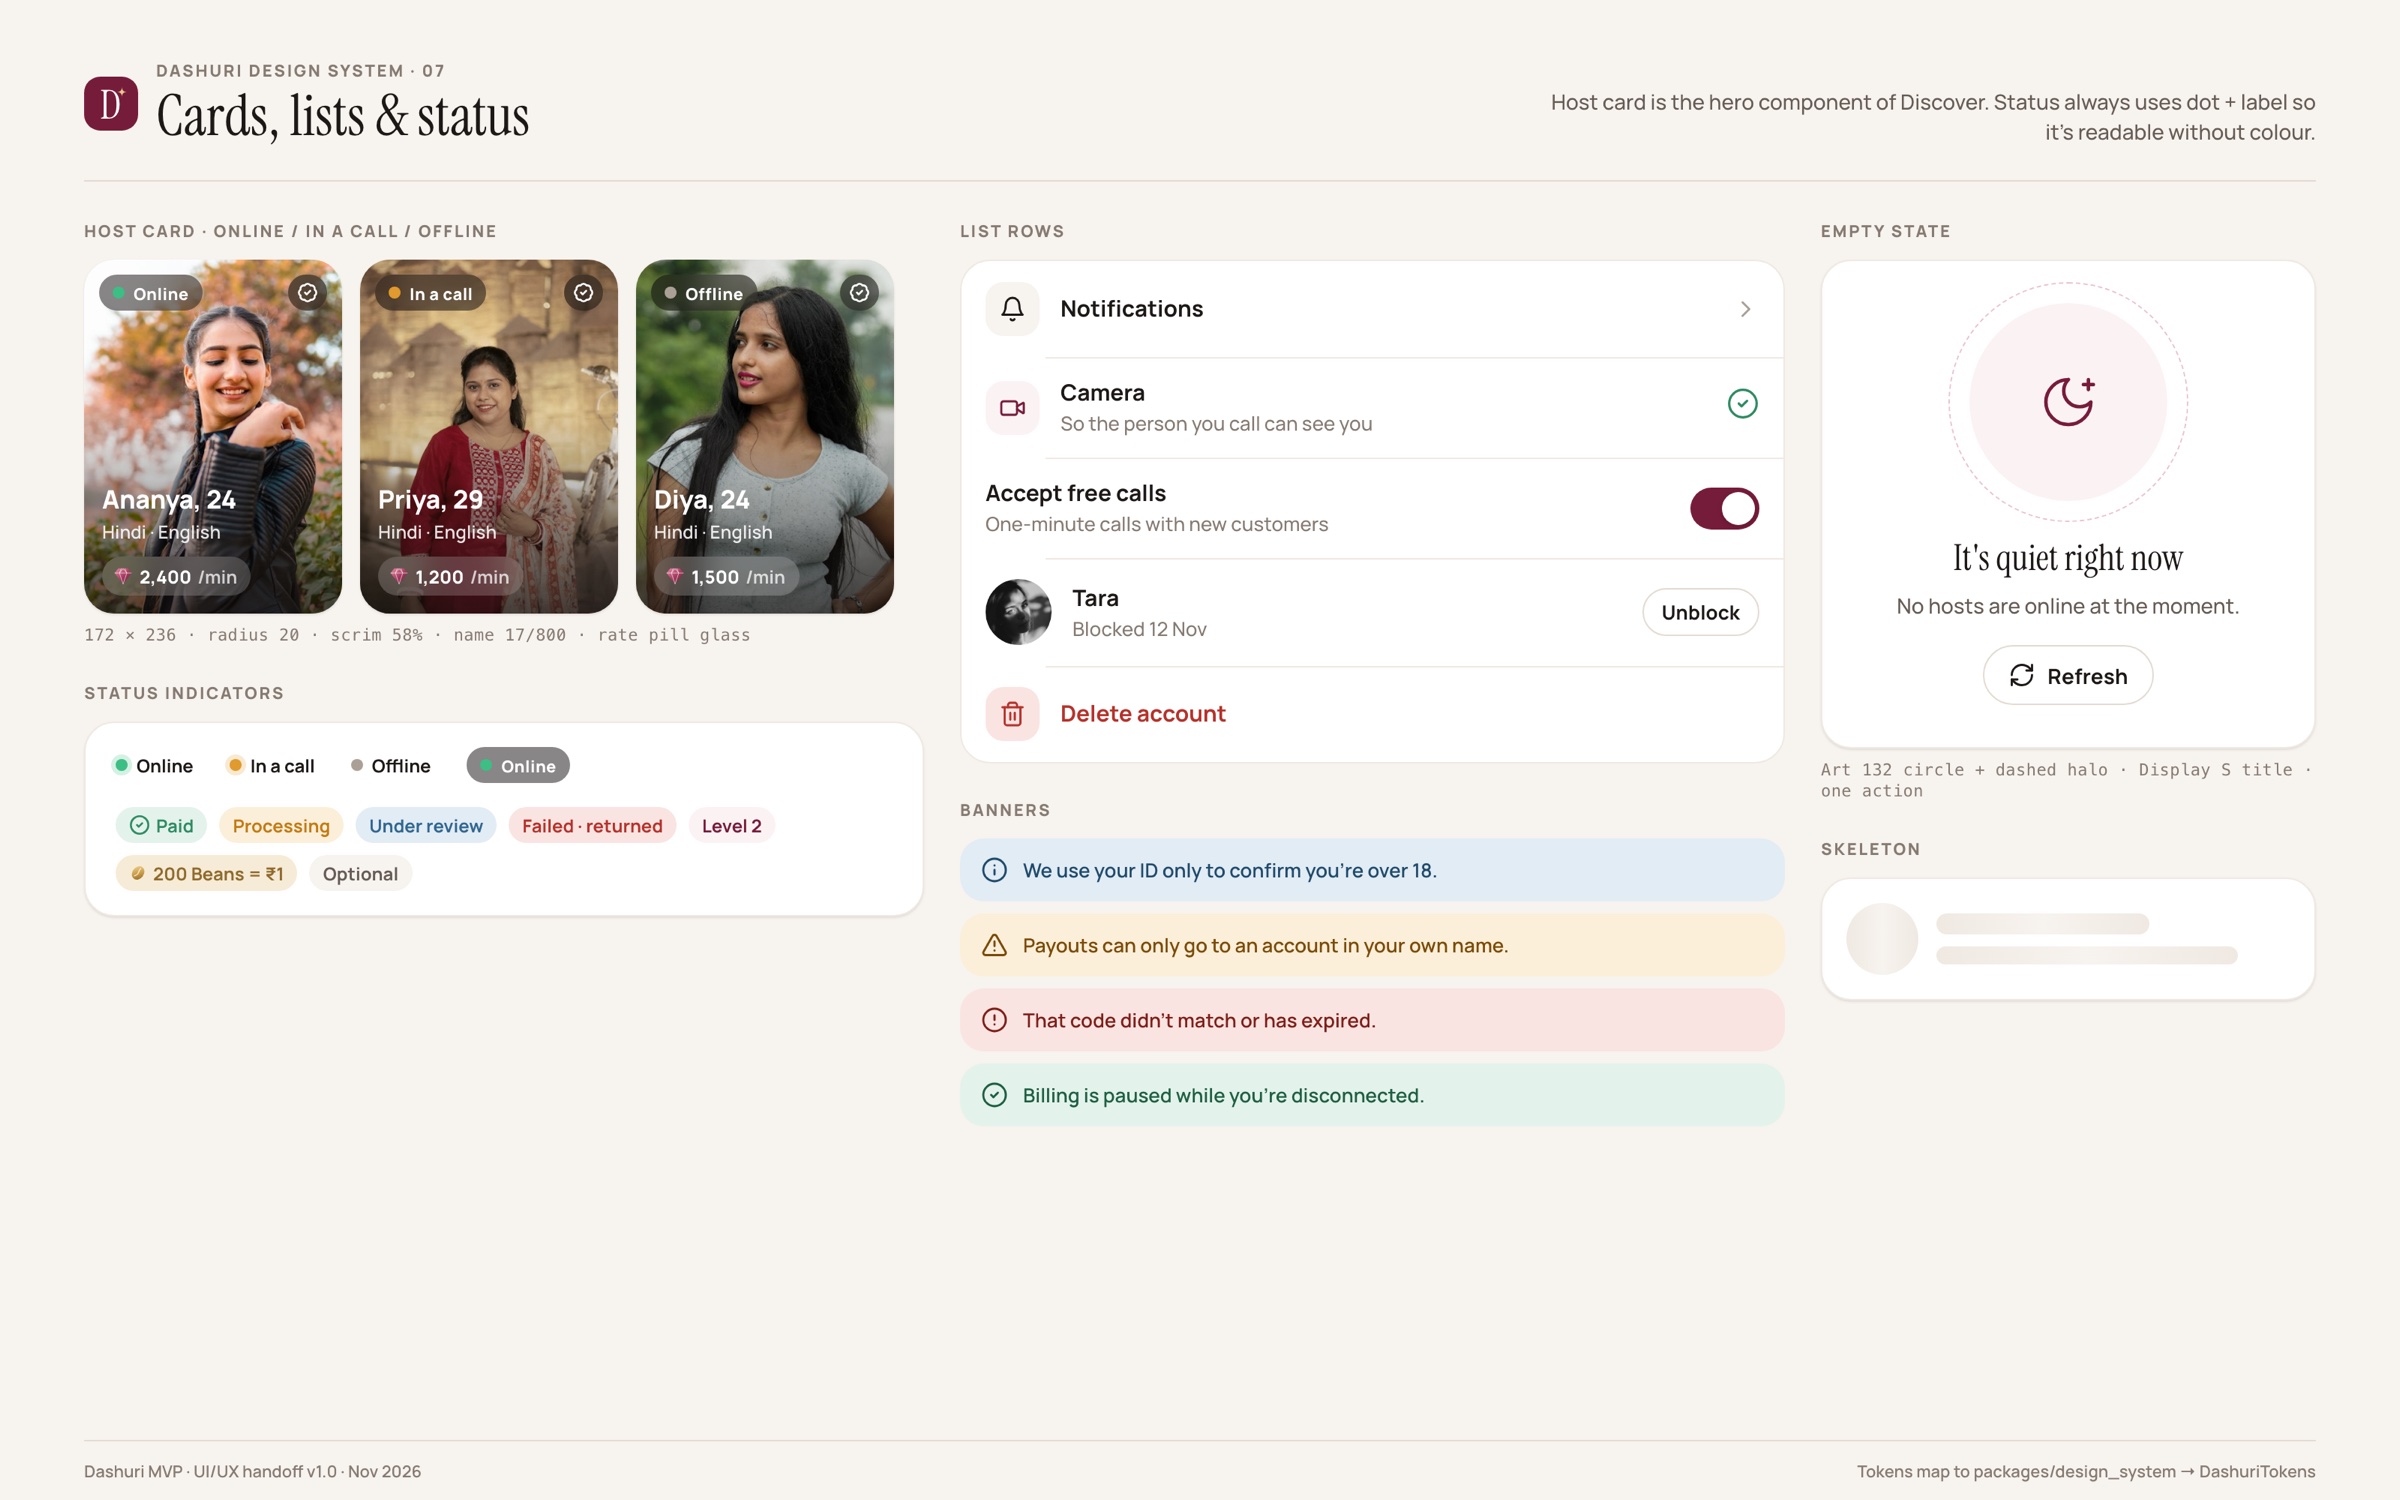 DASHURI DESIGN SYSTEM · 07
D
Cards, lists & status
Host card is the hero component of Discover. Status always uses dot + label so
it's readable without colour.
HOST CARD · ONLINE / IN A CALL / OFFLINE
Online
Ananya, 24
Hindi · English
2,400 /min
In a call
Priya, 29
Hindi · English
1,200 /min
Offline
Diya, 24
Hindi · English
1,500 /min
172 × 236 · radius 20 · scrim 58% · name 17/800 · rate pill glass
STATUS INDICATORS
Online
In a call
Offline
Online
Paid
Processing
Under review
Failed · returned
Level 2
200 Beans = ₹1
Optional
LIST ROWS
Notifications
Camera
So the person you call can see you
Accept free calls
One-minute calls with new customers
Tara
Blocked 12 Nov
Unblock
Delete account
BANNERS
We use your ID only to confirm you're over 18.
Payouts can only go to an account in your own name.
That code didn't match or has expired.
Billing is paused while you're disconnected.
EMPTY STATE
It's quiet right now
No hosts are online at the moment.
Refresh
Art 132 circle + dashed halo · Display S title ·
one action
SKELETON
Dashuri MVP · UI/UX handoff v1.0 · Nov 2026
Tokens map to packages/design_system → DashuriTokens